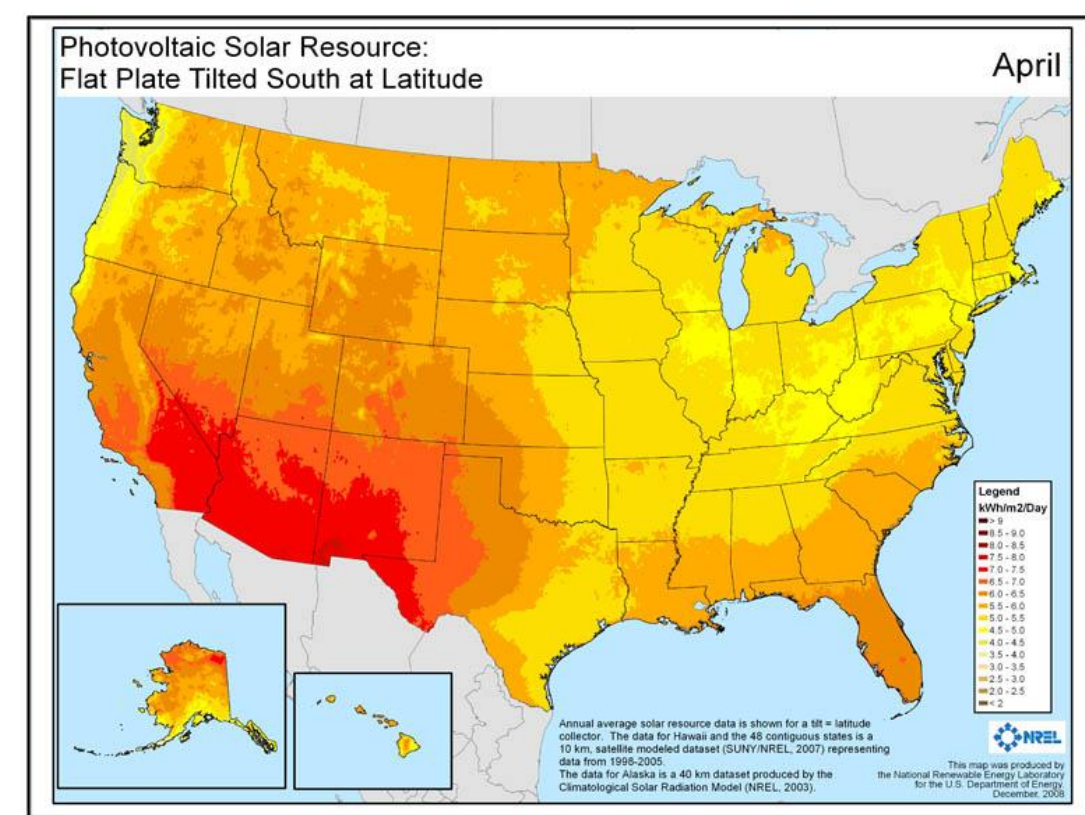 Photovoltaic Solar Resource:
Flat Plate Tilted South at Latitude
April
Legend
kWh/m2/Day
> 9
8.5 - 9.0
8.0 - 8.5
7.5 - 8.0
7.0 - 7.5
6.5 - 7.0
6.0 - 6.5
5.5 - 6.0
5.0 - 5.5
4.5 - 5.0
4.0 - 4.5
3.5 - 4.0
3.0 - 3.5
2.5 - 3.0
2.0 - 2.5
< 2
Annual average solar resource data is shown for a tilt = latitude
collector. The data for Hawaii and the 48 contiguous states is a
10 km, satellite modeled dataset (SUNY/NREL, 2007) representing
data from 1998-2005.
The data for Alaska is a 40 km dataset produced by the
Climatological Solar Radiation Model (NREL, 2003).
NREL
This map was produced by
the National Renewable Energy Laboratory
for the U.S. Department of Energy.
December, 2008